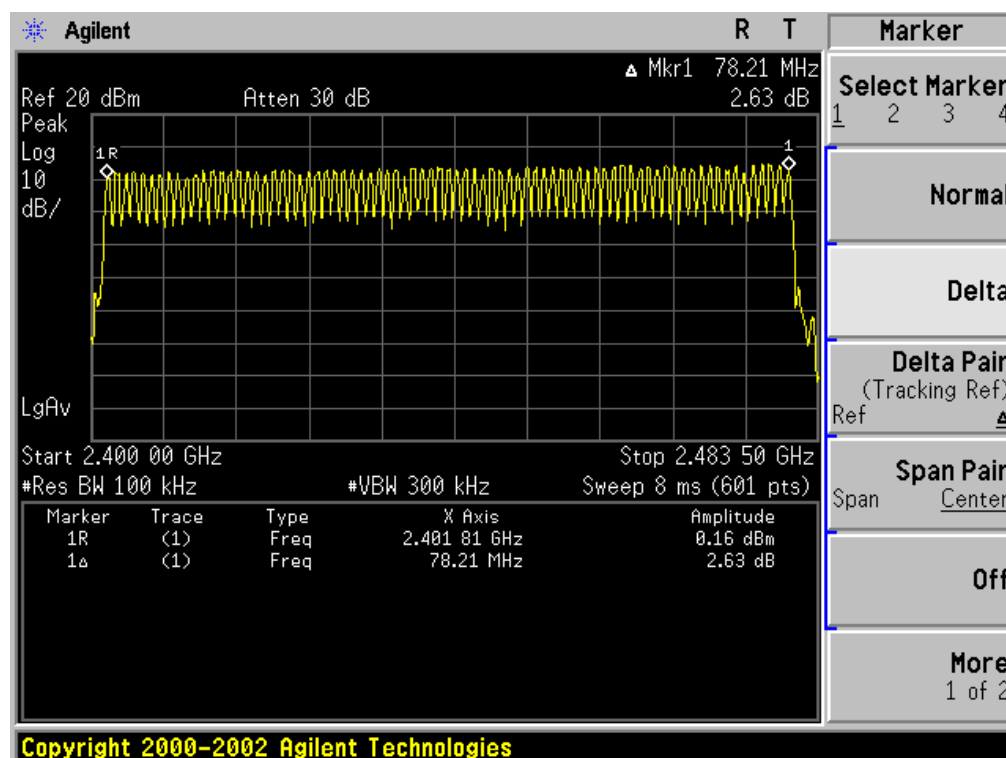 Agilent R T
Marker
Δ Mkr1 78.21 MHz
Ref 20 dBm Atten 30 dB 2.63 dB
Peak
Log
10
dB/
1R
1
LgAv
Start 2.400 00 GHz Stop 2.483 50 GHz
#Res BW 100 kHz #VBW 300 kHz Sweep 8 ms (601 pts)
Marker Trace Type X Axis Amplitude
1R (1) Freq 2.401 81 GHz 0.16 dBm
1Δ (1) Freq 78.21 MHz 2.63 dB
Select Marker
1 2 3 4
Normal
Delta
Delta Pair
(Tracking Ref)
Ref Δ
Span Pair
Span Center
Off
More
1 of 2
Copyright 2000-2002 Agilent Technologies